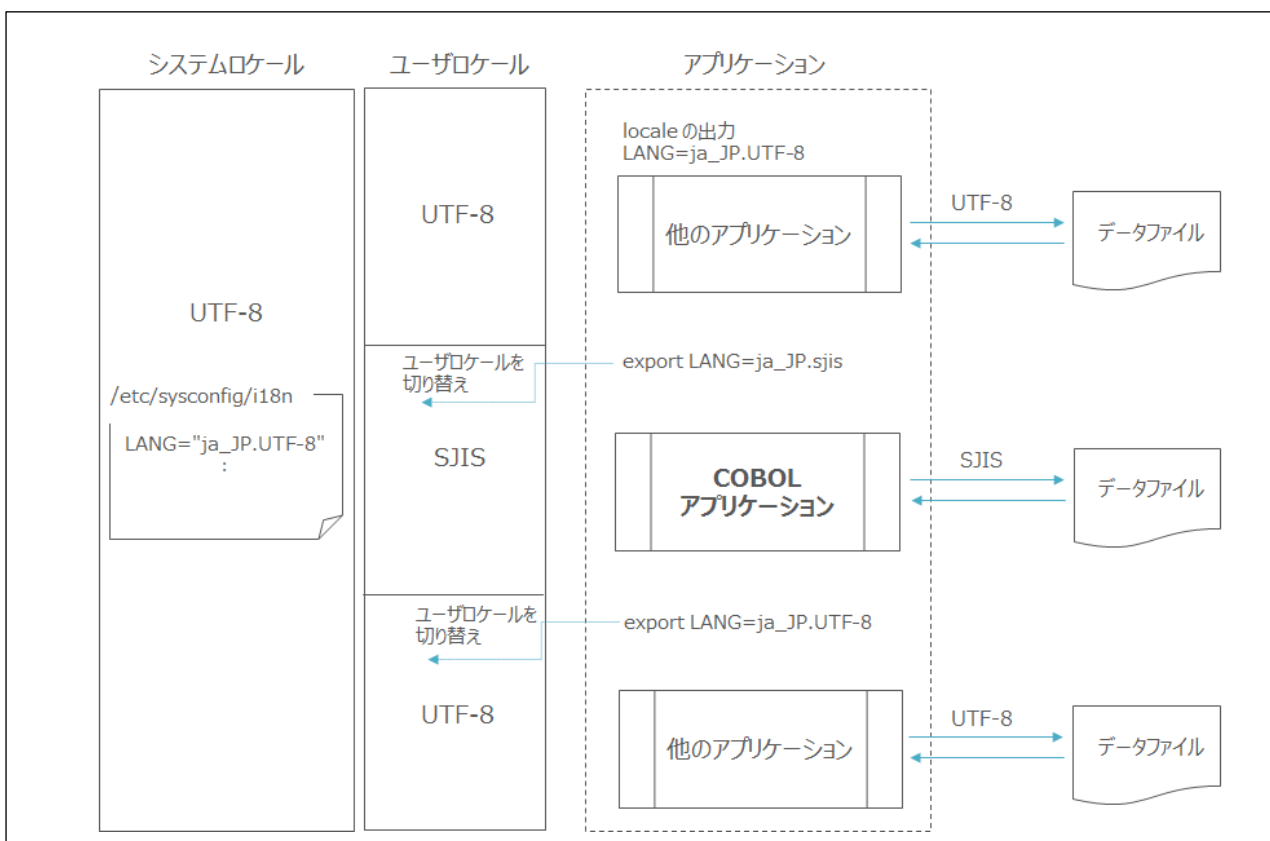 システムロケール
ユーザロケール
アプリケーション
localeの出力
LANG=ja_JP.UTF-8
UTF-8
他のアプリケーション
UTF-8
データファイル
UTF-8
/etc/sysconfig/i18n
LANG="ja_JP.UTF-8"
:
ユーザロケールを
切り替え
export LANG=ja_JP.sjis
SJIS
COBOL
アプリケーション
SJIS
データファイル
ユーザロケールを
切り替え
export LANG=ja_JP.UTF-8
UTF-8
他のアプリケーション
UTF-8
データファイル